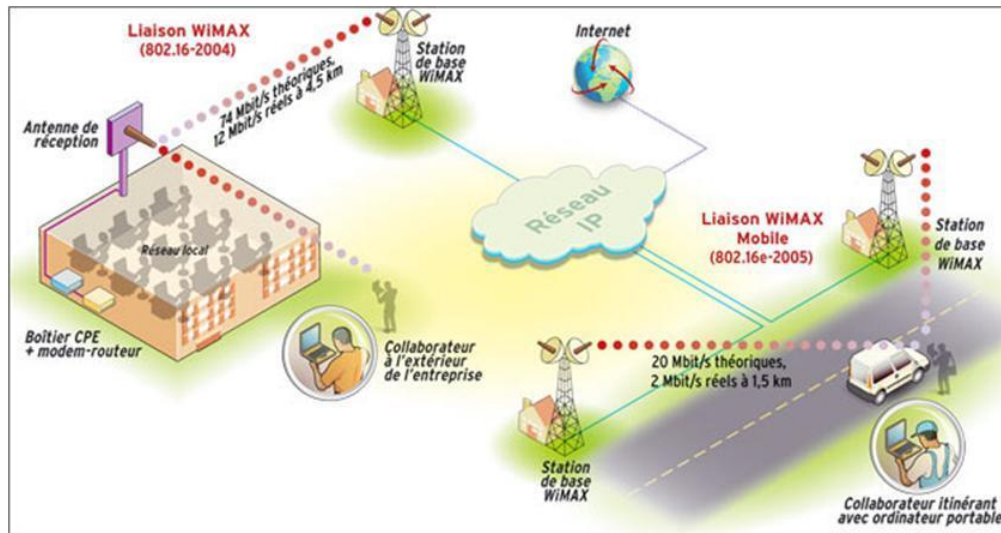 Liaison WiMAX
(802.16-2004)
Station
de base
WiMAX
Internet
74 Mbit/s théoriques,
12 Mbit/s réels à 4,5 km
Antenne de
réception
Réseau
IP
Liaison WiMAX
Mobile
(802.16e-2005)
Station
de base
WiMAX
Réseau local
Boîtier CPE
+ modem-routeur
Collaborateur
à l'extérieur
de l'entreprise
20 Mbit/s théoriques,
2 Mbit/s réels à 1,5 km
Station
de base
WiMAX
Collaborateur itinérant
avec ordinateur portable